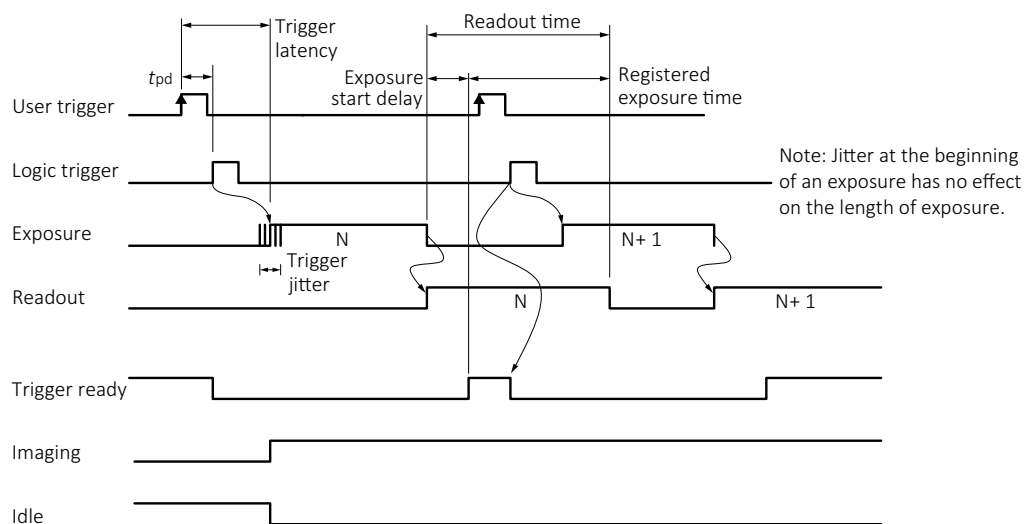 Trigger
latency
Readout time
tpd
Exposure
start delay
Registered
exposure time
User trigger
Logic trigger
Note: Jitter at the beginning
of an exposure has no effect
on the length of exposure.
Exposure
N
N+ 1
Trigger
jitter
Readout
N
N+ 1
Trigger ready
Imaging
Idle